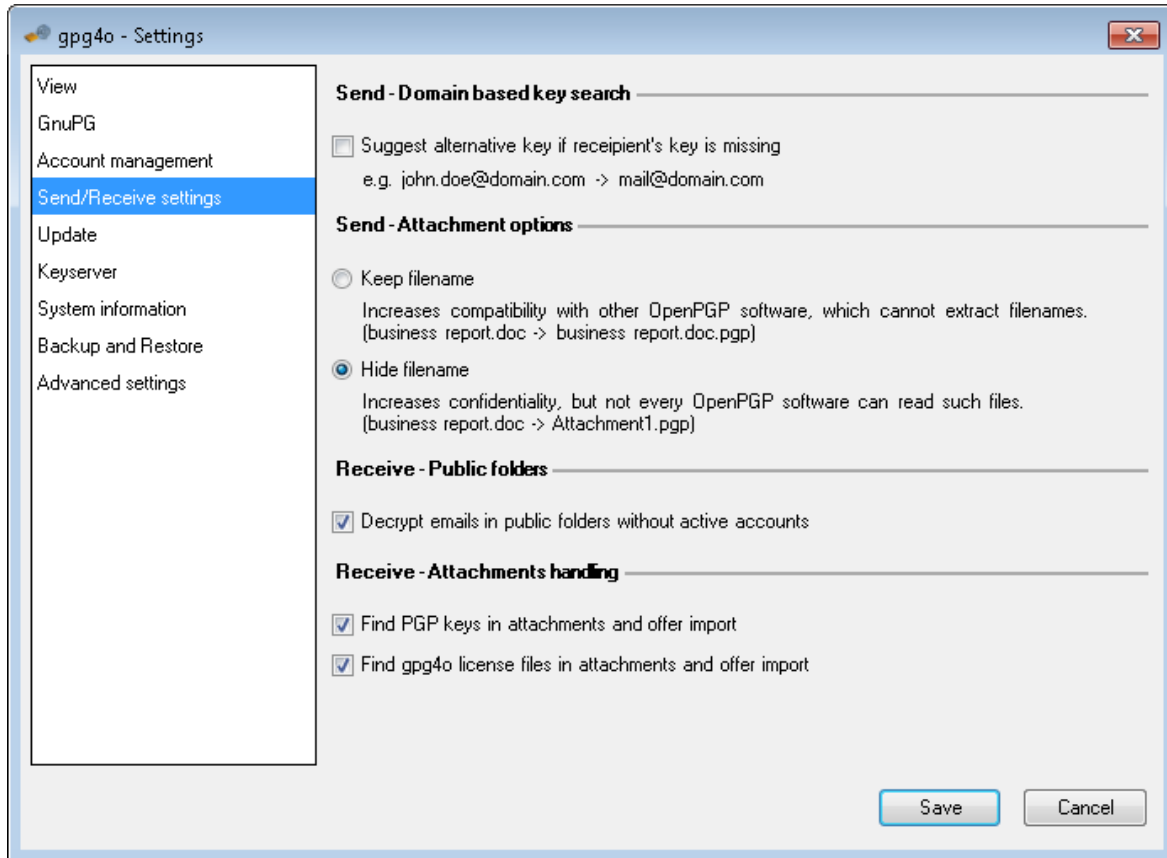 gpg4o - Settings
View
GnuPG
Account management
Send/Receive settings
Update
Keyserver
System information
Backup and Restore
Advanced settings
Send - Domain based key search
Suggest alternative key if receipient's key is missing
e.g. john.doe@domain.com -> mail@domain.com
Send - Attachment options
Keep filename
Increases compatibility with other OpenPGP software, which cannot extract filenames.
(business report.doc -> business report.doc.pgp)
Hide filename
Increases confidentiality, but not every OpenPGP software can read such files.
(business report.doc -> Attachment1.pgp)
Receive - Public folders
Decrypt emails in public folders without active accounts
Receive - Attachments handling
Find PGP keys in attachments and offer import
Find gpg4o license files in attachments and offer import
Save
Cancel